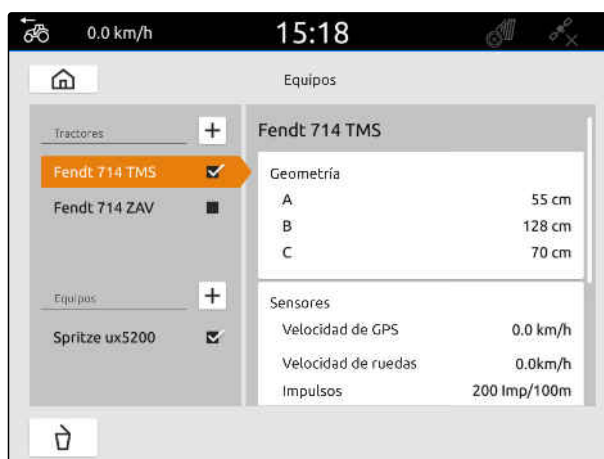 0.0 km/h 15:18
Equipos
Tractores
+
Fendt 714 TMS
Fendt 714 ZAV
Equipos
+
Spritze ux5200
Fendt 714 TMS
Geometría
A 55 cm
B 128 cm
C 70 cm
Sensores
Velocidad de GPS 0.0 km/h
Velocidad de ruedas 0.0km/h
Impulsos 200 Imp/100m